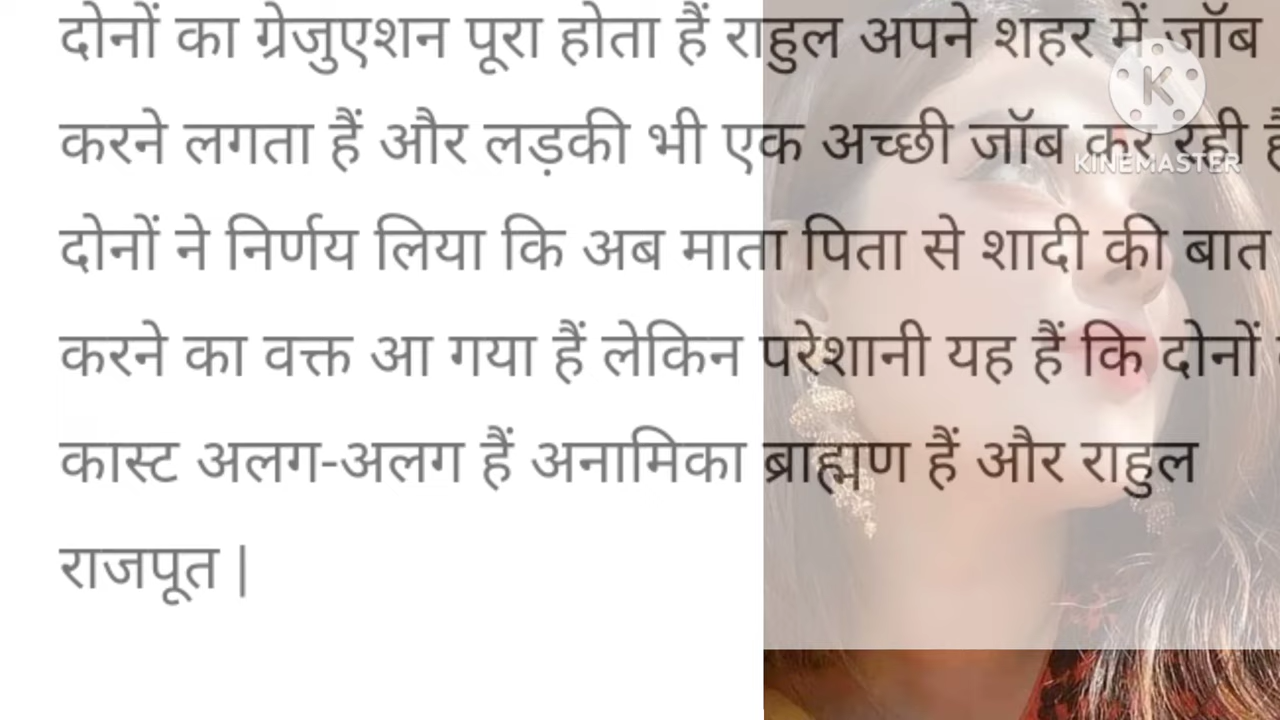 दोनों का ग्रेजुएशन पूरा होता हैं राहुल अपने शहर में जॉब
करने लगता हैं और लड़की भी एक अच्छी जॉब कर रही
दोनों ने निर्णय लिया कि अब माता पिता से शादी की बात
करने का वक्त आ गया हैं लेकिन परेशानी यह हैं कि दोनों
कास्ट अलग-अलग हैं अनामिका ब्राह्मण हैं और राहुल
राजपूत |
K
KINEMASTER